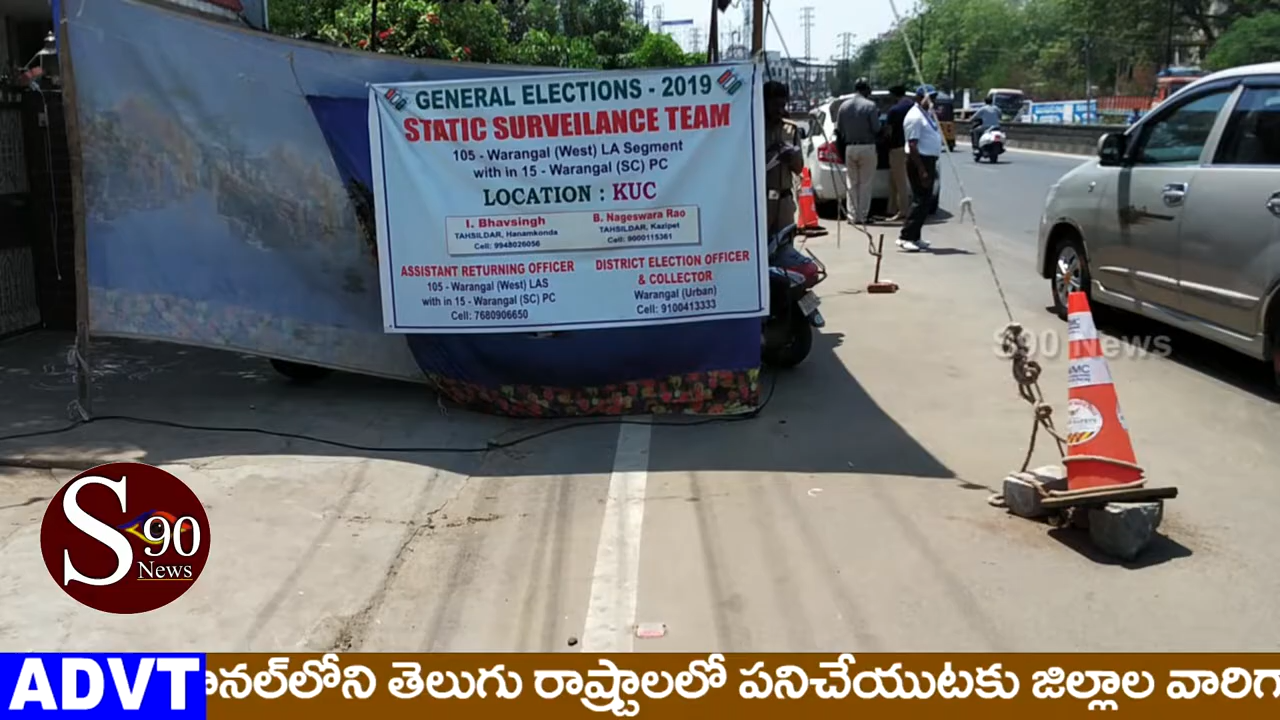 GENERAL ELECTIONS - 2019
STATIC SURVEILANCE TEAM
105 - Warangal (West) LA Segment
with in 15 - Warangal (SC) PC
LOCATION : KUC
I. Bhavsingh
TAHSILDAR, Hanamkonda
Cell: 9948026056
B. Nageswara Rao
TAHSILDAR, Kazipet
Cell: 9000115361
ASSISTANT RETURNING OFFICER
105 - Warangal (West) LAS
with in 15 - Warangal (SC) PC
Cell: 7680906650
DISTRICT ELECTION OFFICER
& COLLECTOR
Warangal (Urban)
Cell: 9100413333
S90 News
S90
News
ADVT
తెలుగు రాష్ట్రాలలో పనిచేయుటకు జిల్లాల